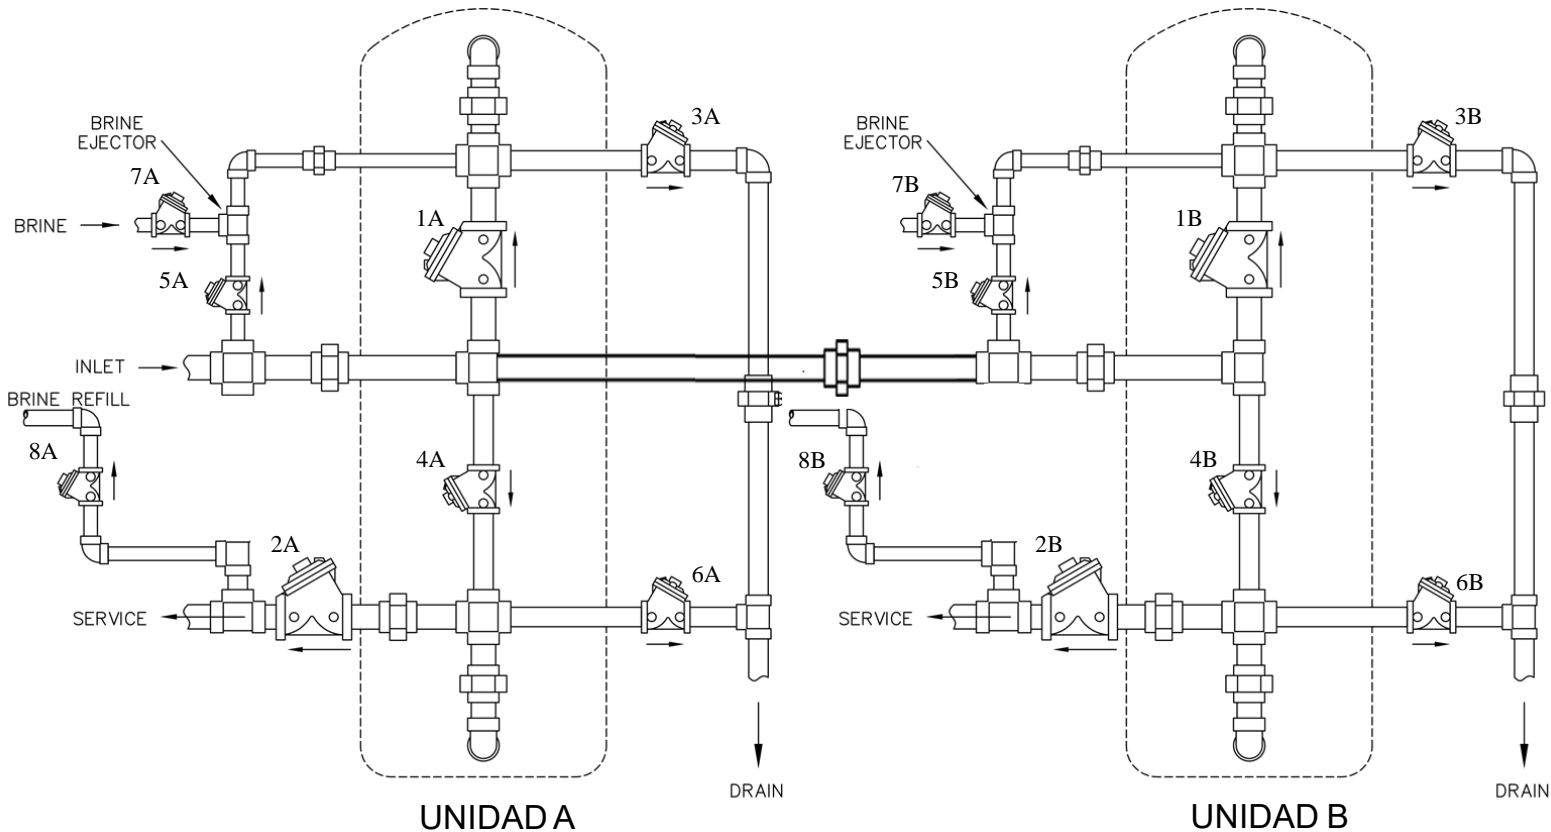 3A
3B
BRINE
EJECTOR
BRINE
EJECTOR
7A
7B
1A
1B
BRINE
5A
5B
INLET
BRINE REFILL
8A
4A
8B
4B
2A
2B
6A
6B
SERVICE
SERVICE
DRAIN
DRAIN
UNIDAD A
UNIDAD B